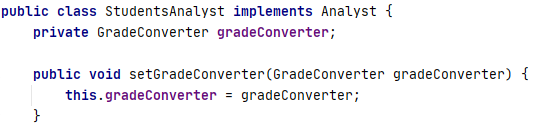 public class StudentsAnalyst implements Analyst {
    private GradeConverter gradeConverter;
    public void setGradeConverter(GradeConverter gradeConverter) {
        this.gradeConverter = gradeConverter;
    }